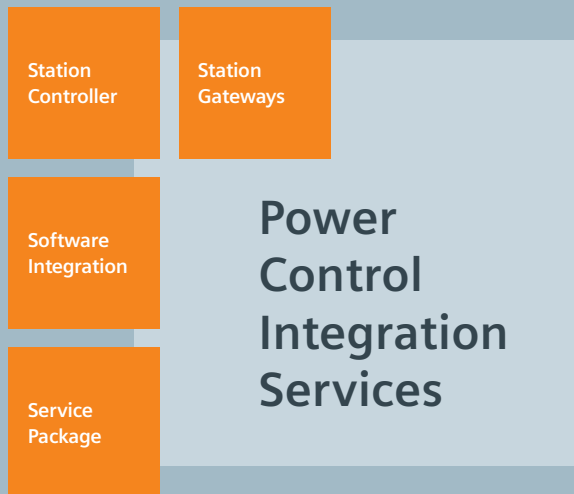 Station
Controller
Station
Gateways
Software
Integration
Service
Package
Power
Control
Integration
Services